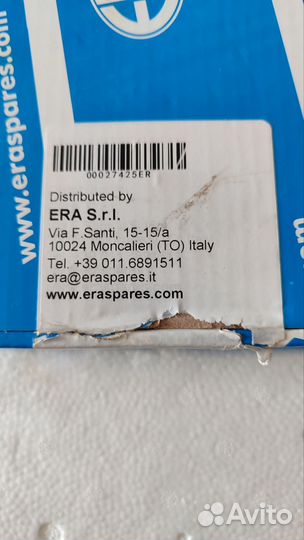 www.eraspares.com
00027425ER
Distributed by
ERA S.r.l.
Via F.Santi, 15-15/a
10024 Moncalieri (TO) Italy
Tel. +39 011.6891511
era@eraspares.it
www.eraspares.com
Avito